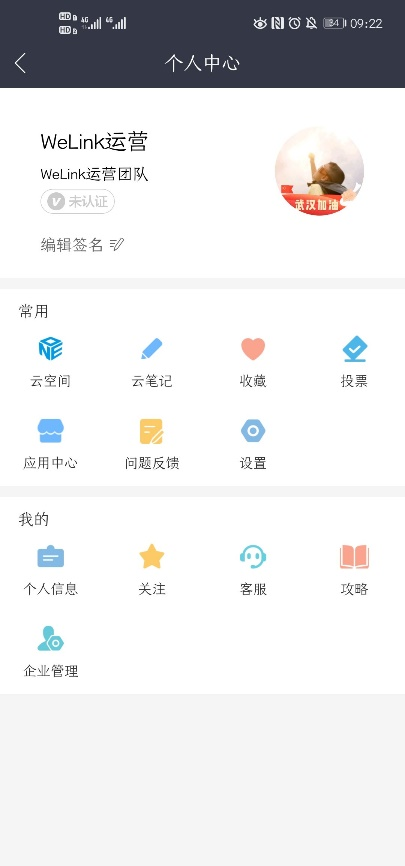 HD 2 4G 4G
HD 2 84 09:22
个人中心
WeLink运营
WeLink运营团队
V 未认证
武汉加油
编辑签名
常用
ONE
云空间 云笔记 收藏 投票
应用中心 问题反馈 设置
我的
个人信息 关注 客服 攻略
企业管理